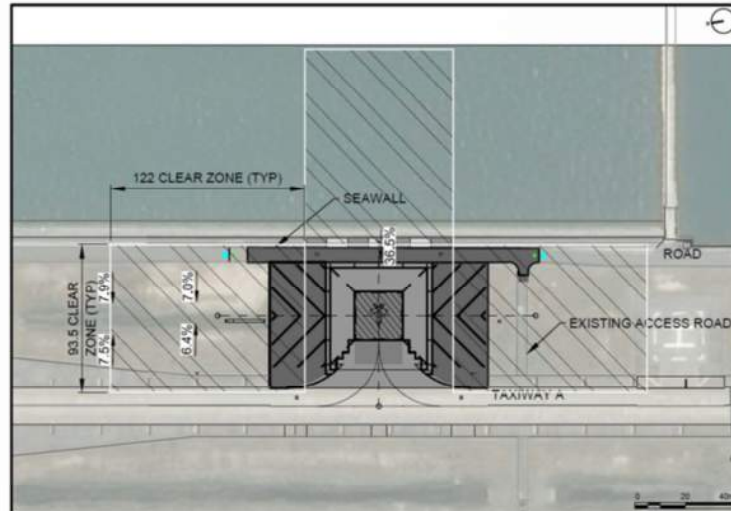 122 CLEAR ZONE (TYP)
SEAWALL
36.5%
ROAD
93.5 CLEAR
ZONE (TYP)
7.9%
7.5%
7.0%
6.4%
EXISTING ACCESS ROAD
TAXIWAY A
0
20
40m